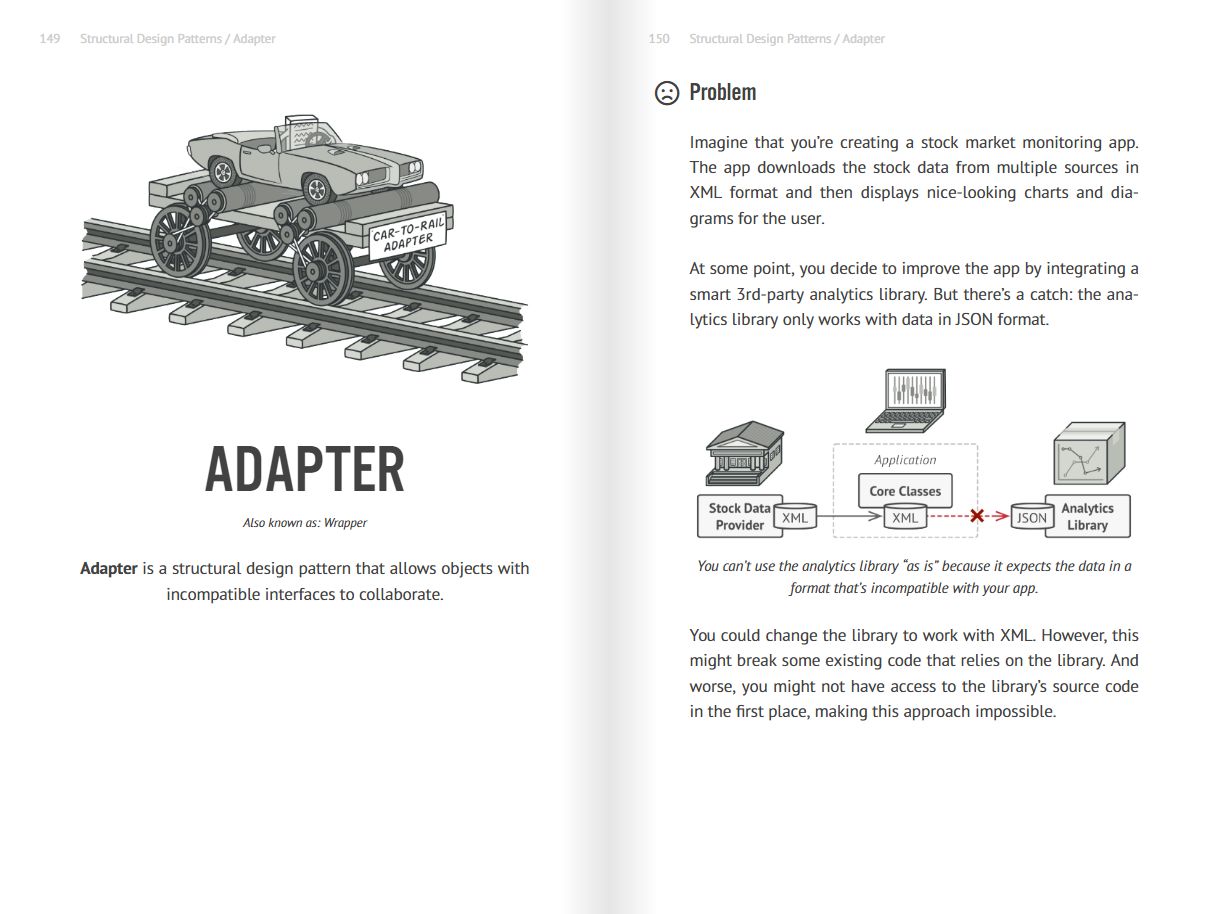 149 Structural Design Patterns / Adapter
CAR-TO-RAIL
ADAPTER
ADAPTER
Also known as: Wrapper
Adapter is a structural design pattern that allows objects with
incompatible interfaces to collaborate.
150 Structural Design Patterns / Adapter
Problem
Imagine that you’re creating a stock market monitoring app.
The app downloads the stock data from multiple sources in
XML format and then displays nice-looking charts and dia-
grams for the user.
At some point, you decide to improve the app by integrating a
smart 3rd-party analytics library. But there’s a catch: the ana-
lytics library only works with data in JSON format.
Application
Core Classes
Stock Data
Provider
XML
XML
JSON
Analytics
Library
You can’t use the analytics library “as is” because it expects the data in a
format that’s incompatible with your app.
You could change the library to work with XML. However, this
might break some existing code that relies on the library. And
worse, you might not have access to the library’s source code
in the first place, making this approach impossible.